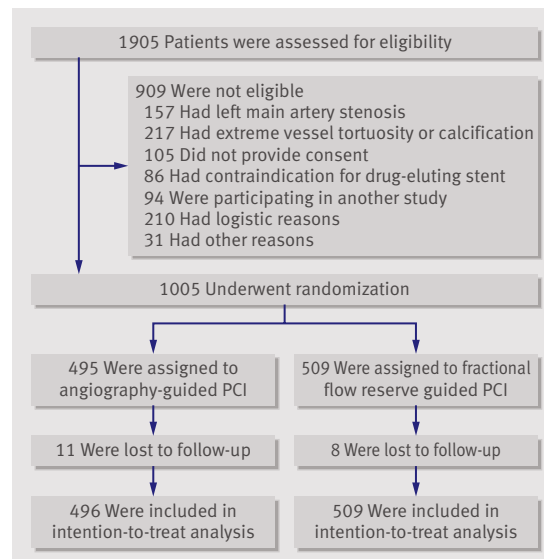 1905 Patients were assessed for eligibility
909 Were not eligible
157 Had left main artery stenosis
217 Had extreme vessel tortuosity or calcification
105 Did not provide consent
86 Had contraindication for drug-eluting stent
94 Were participating in another study
210 Had logistic reasons
31 Had other reasons
1005 Underwent randomization
495 Were assigned to
angiography-guided PCI
509 Were assigned to fractional
flow reserve guided PCI
11 Were lost to follow-up
8 Were lost to follow-up
496 Were included in
intention-to-treat analysis
509 Were included in
intention-to-treat analysis